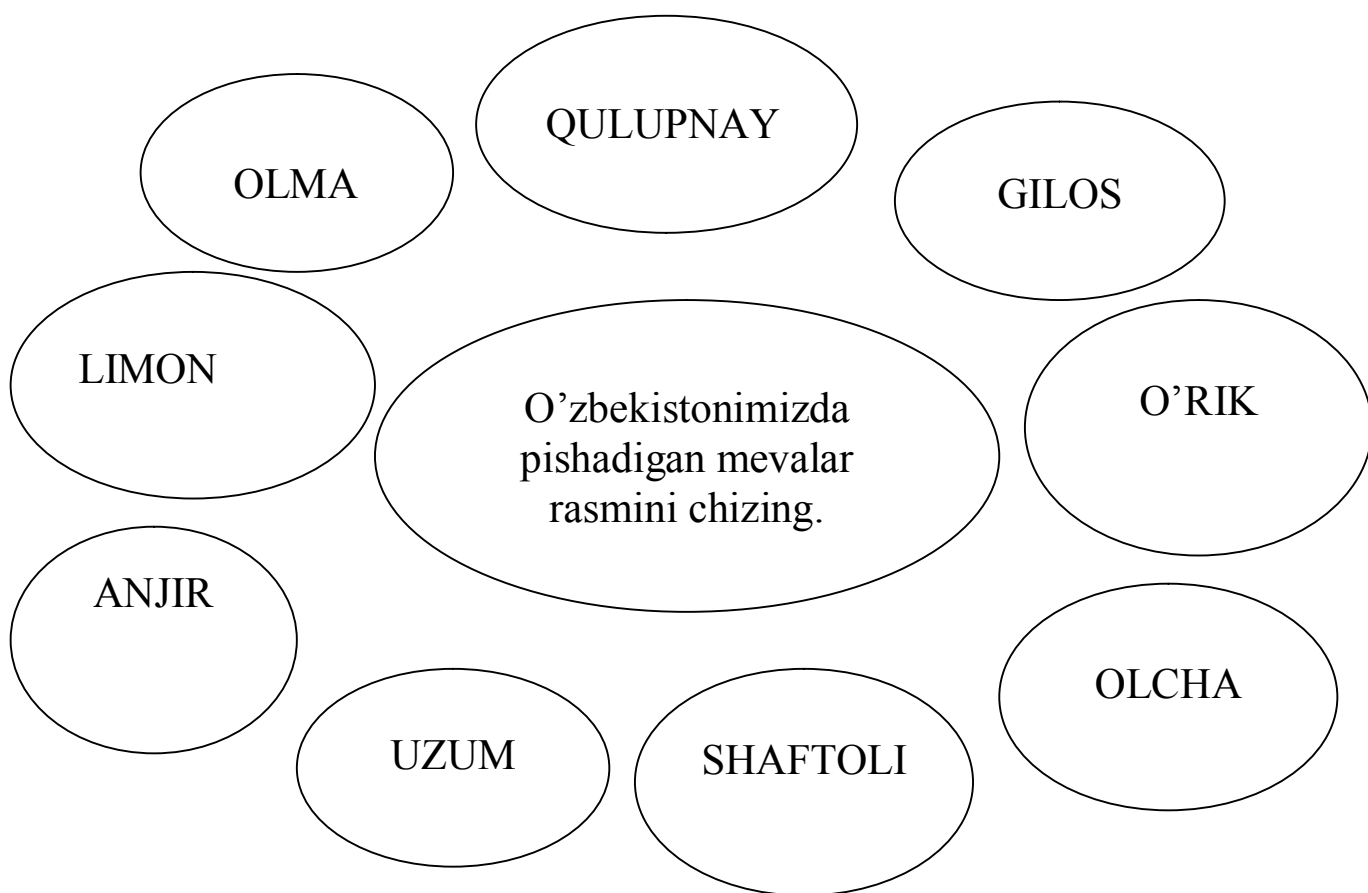 QULUPNAY
OLMA
GILOS
LIMON
O’zbekistonimizda
pishadigan mevalar
rasmini chizing.
O’RIK
ANJIR
OLCHA
UZUM
SHAFTOLI